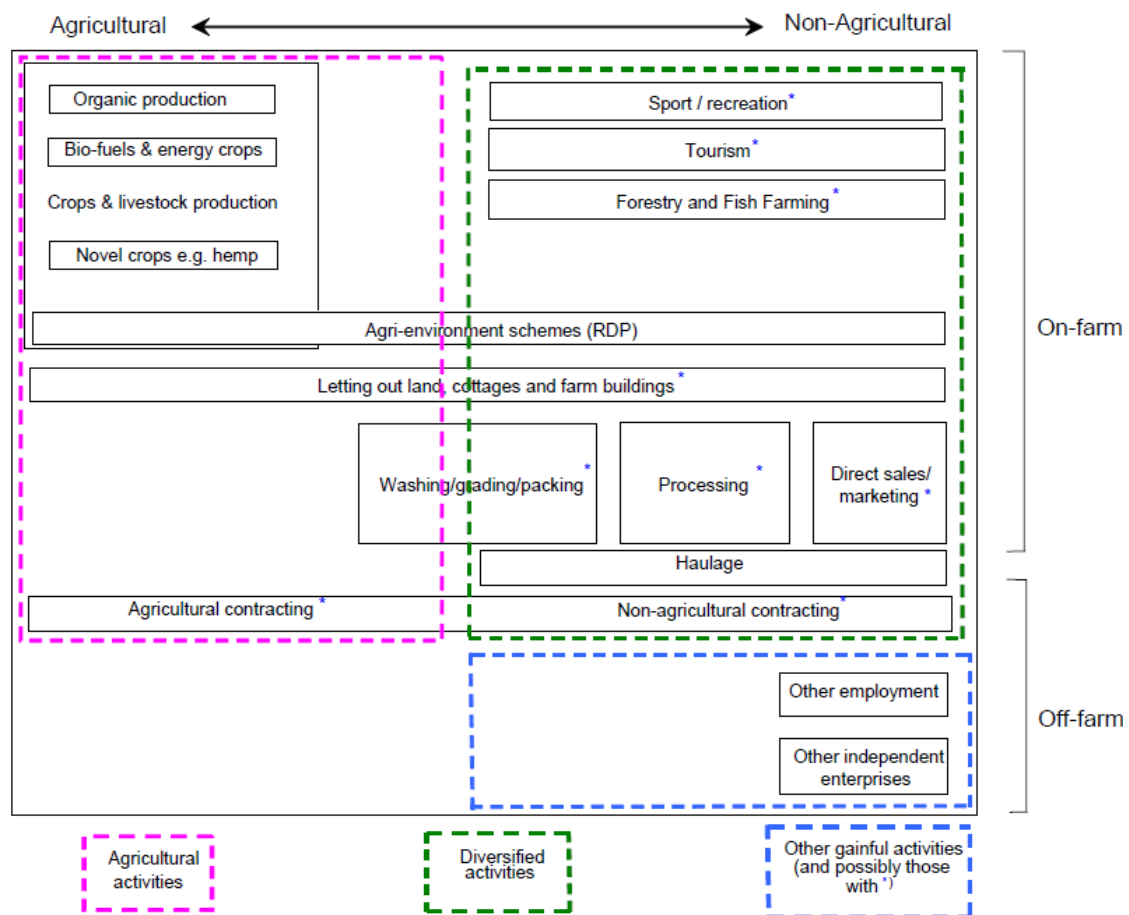 Agricultural
Non-Agricultural
Organic production
Bio-fuels & energy crops
Crops & livestock production
Novel crops e.g. hemp
Sport / recreation*
Tourism*
Forestry and Fish Farming *
Agri-environment schemes (RDP)
Letting out land, cottages and farm buildings*
Washing/grading/packing*
Processing *
Direct sales/
marketing *
Haulage
Agricultural contracting *
Non-agricultural contracting*
On-farm
Other employment
Other independent
enterprises
Off-farm
Agricultural
activities
Diversified
activities
Other gainful activities
(and possibly those
with *)